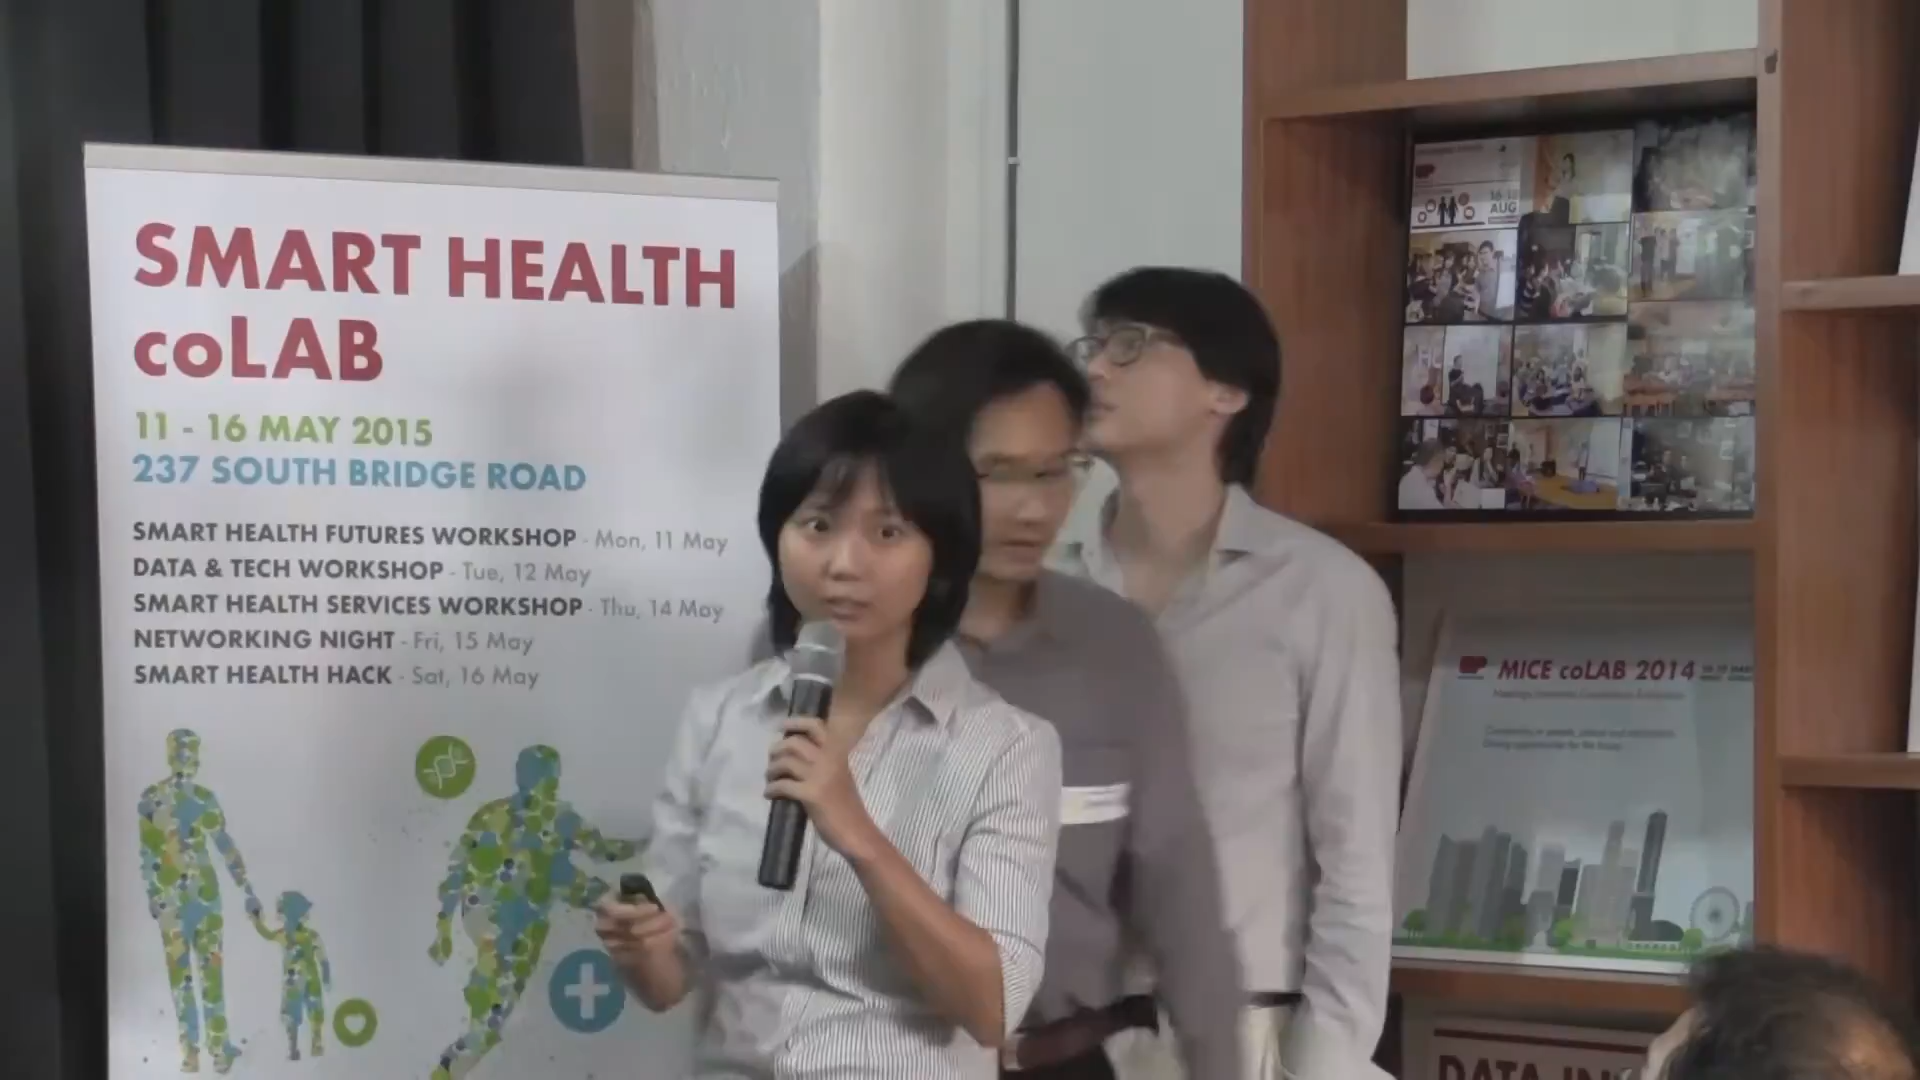 SMART HEALTH
coLAB
11 - 16 MAY 2015
237 SOUTH BRIDGE ROAD
SMART HEALTH FUTURES WORKSHOP - Mon, 11 May
DATA & TECH WORKSHOP - Tue, 12 May
SMART HEALTH SERVICES WORKSHOP - Thu, 14 May
NETWORKING NIGHT - Fri, 15 May
SMART HEALTH HACK - Sat, 16 May
AUG
MICE coLAB 2014
DATA